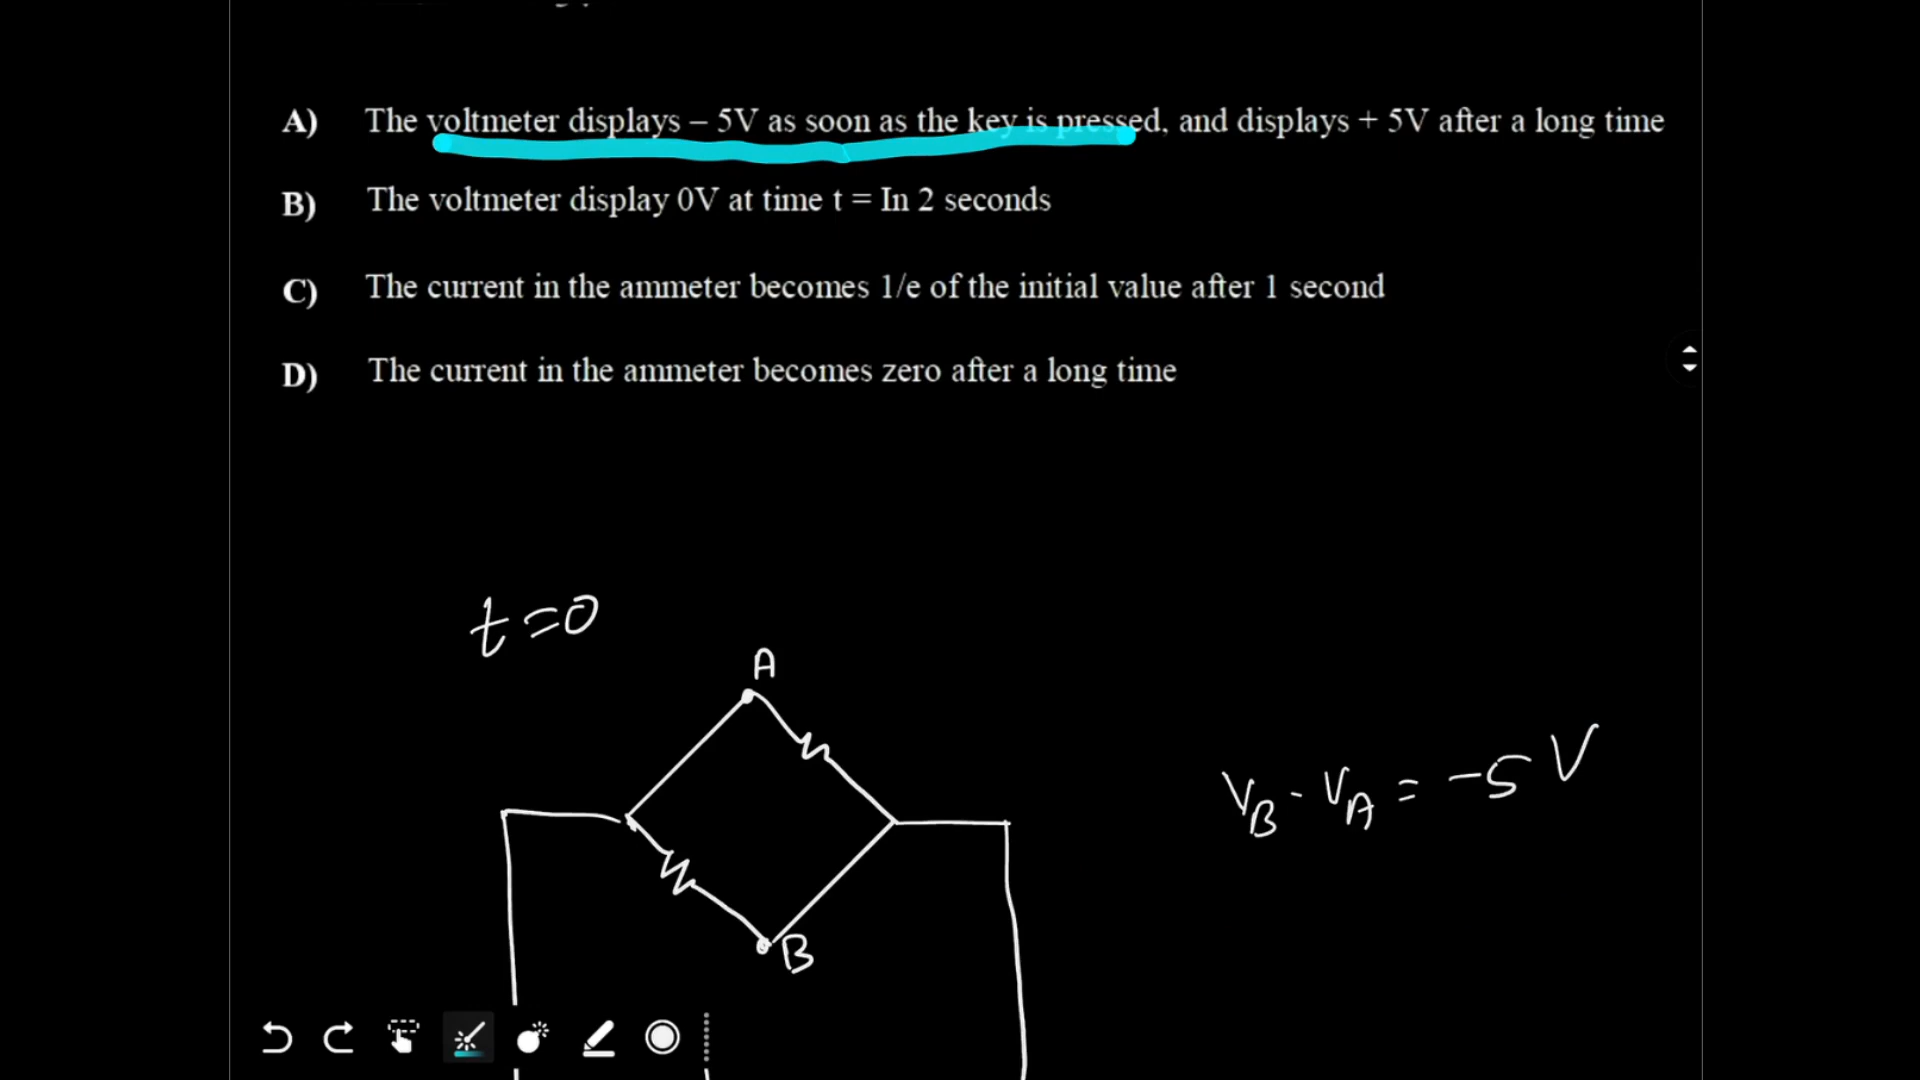 A) The voltmeter displays – 5V as soon as the key is pressed, and displays + 5V after a long time
B) The voltmeter display 0V at time t = In 2 seconds
C) The current in the ammeter becomes 1/e of the initial value after 1 second
D) The current in the ammeter becomes zero after a long time
t=0
A
V_B - V_A = -5 V
B